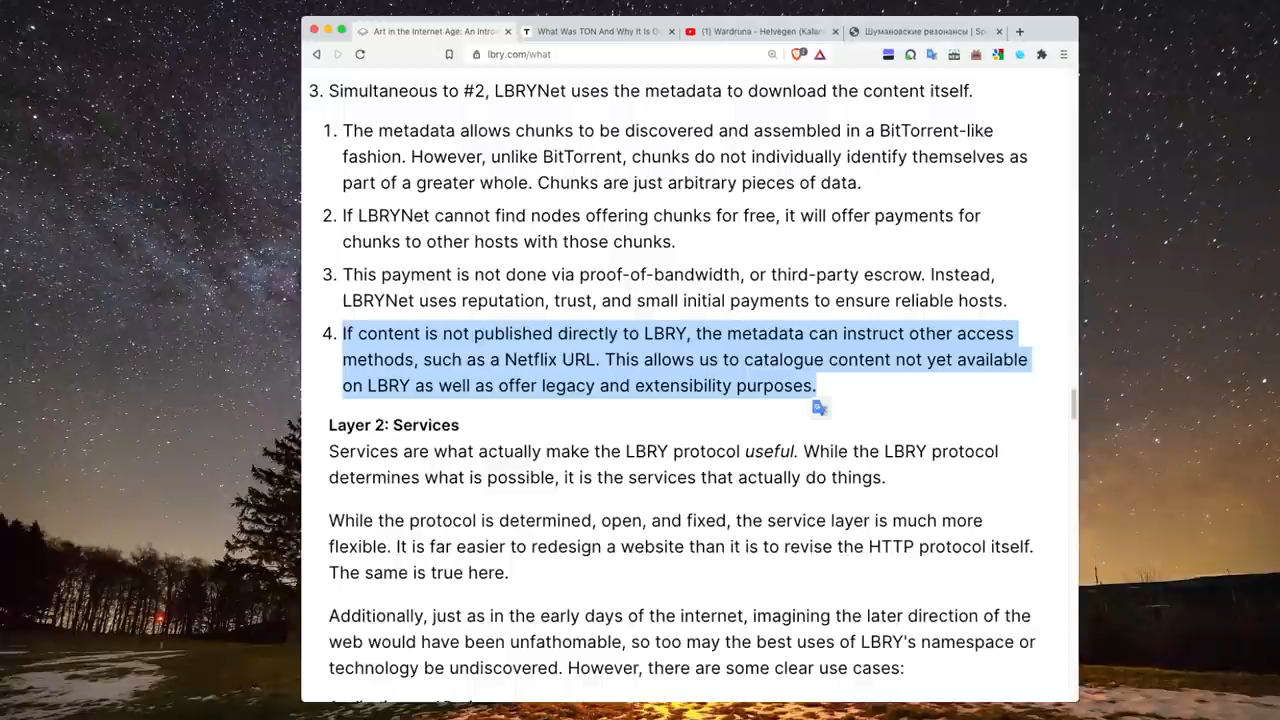 Art in the Internet Age: An Intro
What Was TON And Why It Is O
(1) Wardruna - Helvegen (Kalan
Шумановские резонансы | Sp
lbry.com/what
3. Simultaneous to #2, LBRYNet uses the metadata to download the content itself.
1. The metadata allows chunks to be discovered and assembled in a BitTorrent-like
fashion. However, unlike BitTorrent, chunks do not individually identify themselves as
part of a greater whole. Chunks are just arbitrary pieces of data.
2. If LBRYNet cannot find nodes offering chunks for free, it will offer payments for
chunks to other hosts with those chunks.
3. This payment is not done via proof-of-bandwidth, or third-party escrow. Instead,
LBRYNet uses reputation, trust, and small initial payments to ensure reliable hosts.
4. If content is not published directly to LBRY, the metadata can instruct other access
methods, such as a Netflix URL. This allows us to catalogue content not yet available
on LBRY as well as offer legacy and extensibility purposes.
Layer 2: Services
Services are what actually make the LBRY protocol useful. While the LBRY protocol
determines what is possible, it is the services that actually do things.
While the protocol is determined, open, and fixed, the service layer is much more
flexible. It is far easier to redesign a website than it is to revise the HTTP protocol itself.
The same is true here.
Additionally, just as in the early days of the internet, imagining the later direction of the
web would have been unfathomable, so too may the best uses of LBRY's namespace or
technology be undiscovered. However, there are some clear use cases: